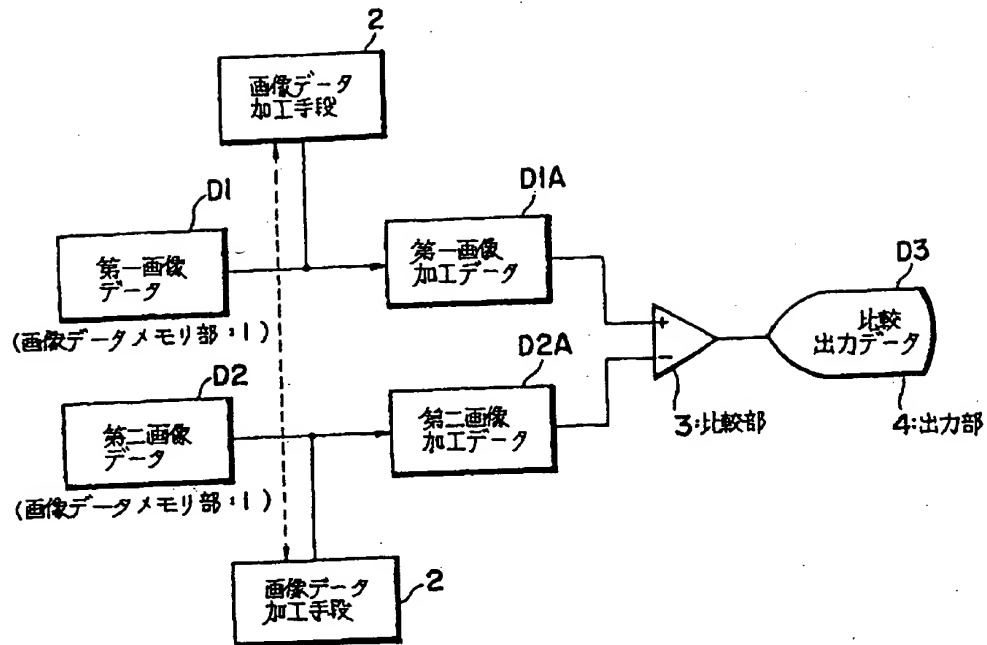 2
画像データ
加工手段
D1
第一画像
データ
(画像データメモリ部:1)
D1A
第一画像
加工データ
D3
比較
出力データ
4:出力部
3:比較部
+
−
D2
第二画像
データ
(画像データメモリ部:1)
D2A
第二画像
加工データ
画像データ
加工手段
2